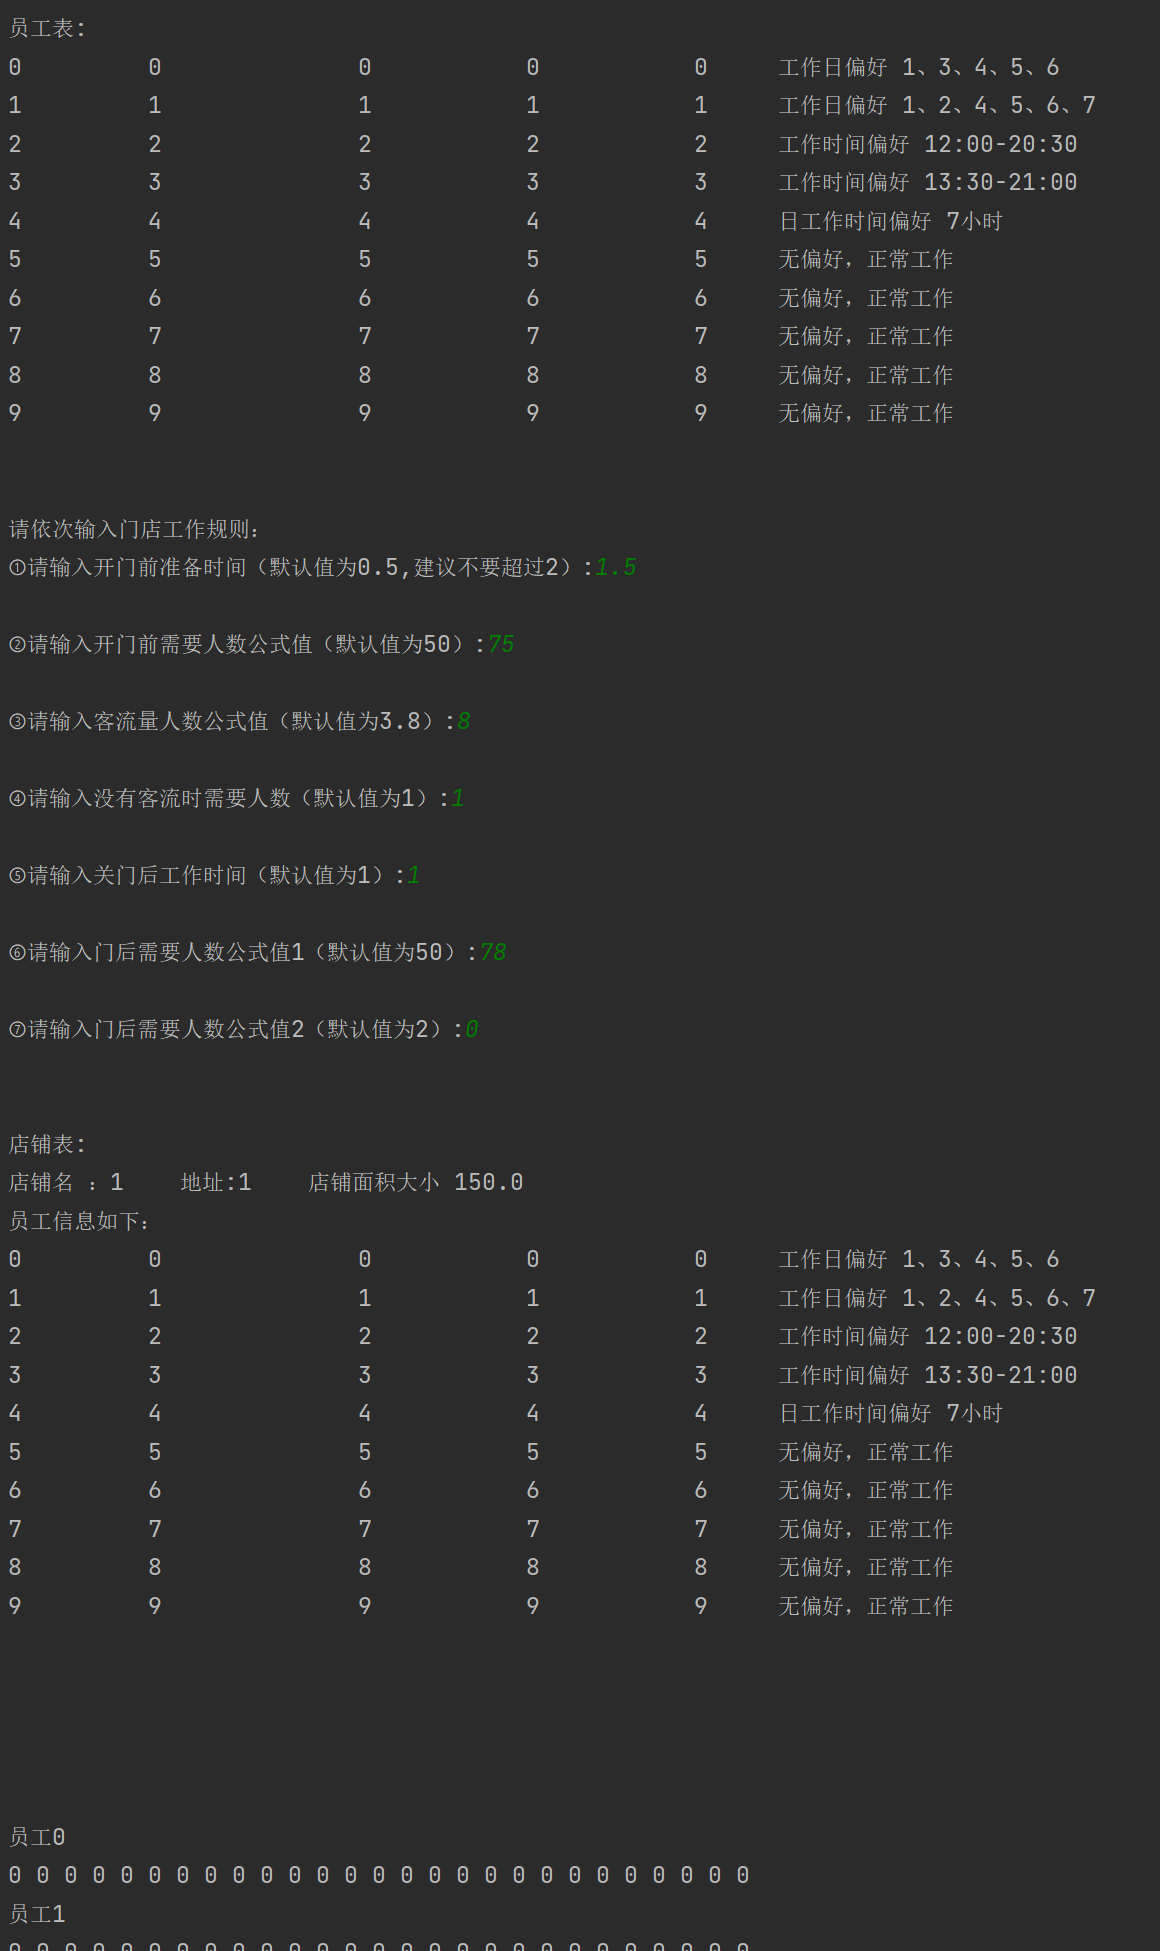 员工表:
0 0 0 0 0 工作日偏好 1、3、4、5、6
1 1 1 1 1 工作日偏好 1、2、4、5、6、7
2 2 2 2 2 工作时间偏好 12:00-20:30
3 3 3 3 3 工作时间偏好 13:30-21:00
4 4 4 4 4 日工作时间偏好 7小时
5 5 5 5 5 无偏好，正常工作
6 6 6 6 6 无偏好，正常工作
7 7 7 7 7 无偏好，正常工作
8 8 8 8 8 无偏好，正常工作
9 9 9 9 9 无偏好，正常工作
请依次输入门店工作规则：
①请输入开门前准备时间（默认值为0.5,建议不要超过2）:1.5
②请输入开门前需要人数公式值（默认值为50）:75
③请输入客流量人数公式值（默认值为3.8）:8
④请输入没有客流时需要人数（默认值为1）:1
⑤请输入关门后工作时间（默认值为1）:1
⑥请输入门后需要人数公式值1（默认值为50）:78
⑦请输入门后需要人数公式值2（默认值为2）:0
店铺表:
店铺名 ：1 地址:1 店铺面积大小 150.0
员工信息如下：
0 0 0 0 0 工作日偏好 1、3、4、5、6
1 1 1 1 1 工作日偏好 1、2、4、5、6、7
2 2 2 2 2 工作时间偏好 12:00-20:30
3 3 3 3 3 工作时间偏好 13:30-21:00
4 4 4 4 4 日工作时间偏好 7小时
5 5 5 5 5 无偏好，正常工作
6 6 6 6 6 无偏好，正常工作
7 7 7 7 7 无偏好，正常工作
8 8 8 8 8 无偏好，正常工作
9 9 9 9 9 无偏好，正常工作
员工0
0 0 0 0 0 0 0 0 0 0 0 0 0 0 0 0 0 0 0 0 0 0 0 0 0 0 0
员工1